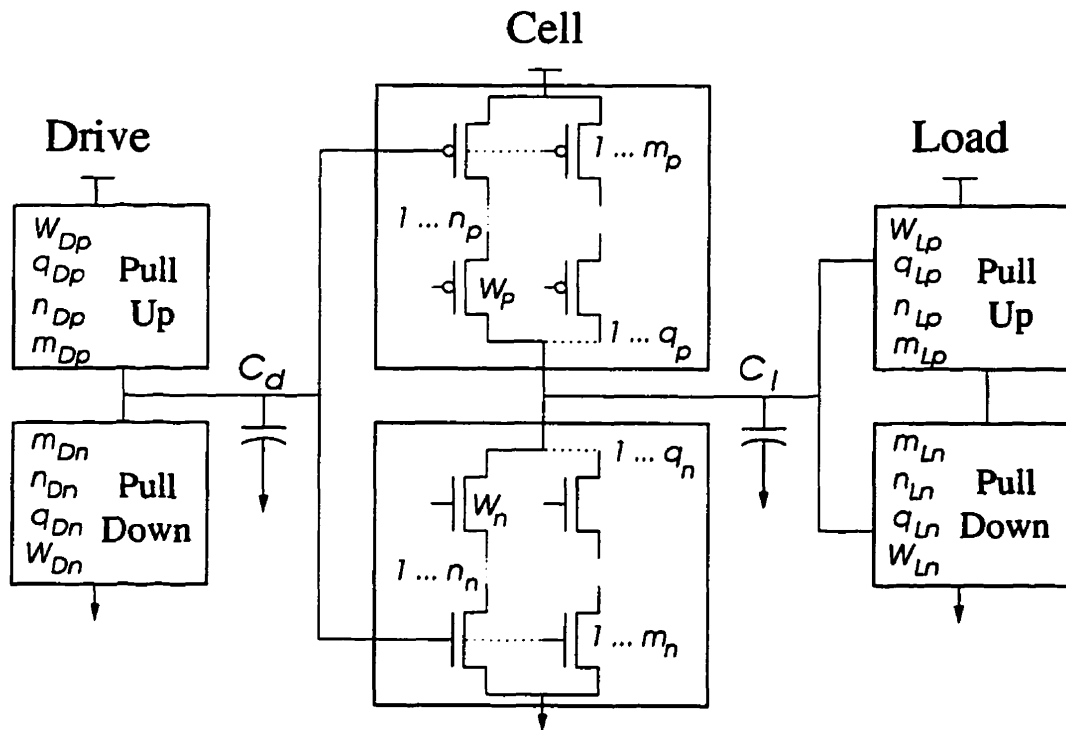 Cell
Drive
Load
W_Dp
q_Dp
n_Dp
m_Dp
Pull
Up
m_Dn
n_Dn
q_Dn
W_Dn
Pull
Down
C_d
1 ... m_p
1 ... n_p
W_p
1 ... q_p
1 ... q_n
W_n
1 ... n_n
1 ... m_n
C_l
W_Lp
q_Lp
n_Lp
m_Lp
Pull
Up
m_Ln
n_Ln
q_Ln
W_Ln
Pull
Down